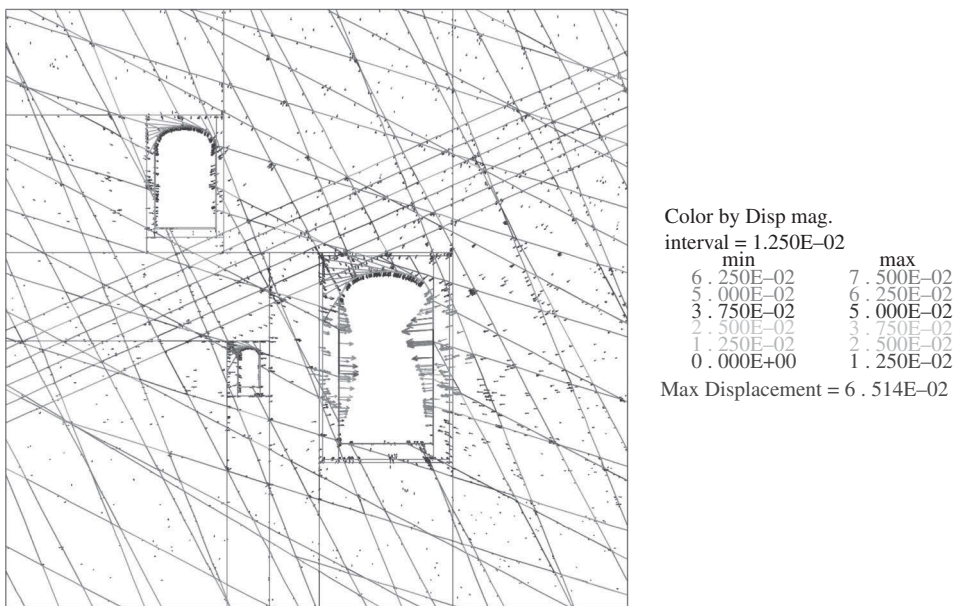 Color by Disp mag.
interval = 1.250E–02
min max
6 . 250E–02 7 . 500E–02
5 . 000E–02 6 . 250E–02
3 . 750E–02 5 . 000E–02
2 . 500E–02 3 . 750E–02
1 . 250E–02 2 . 500E–02
0 . 000E+00 1 . 250E–02
Max Displacement = 6 . 514E–02